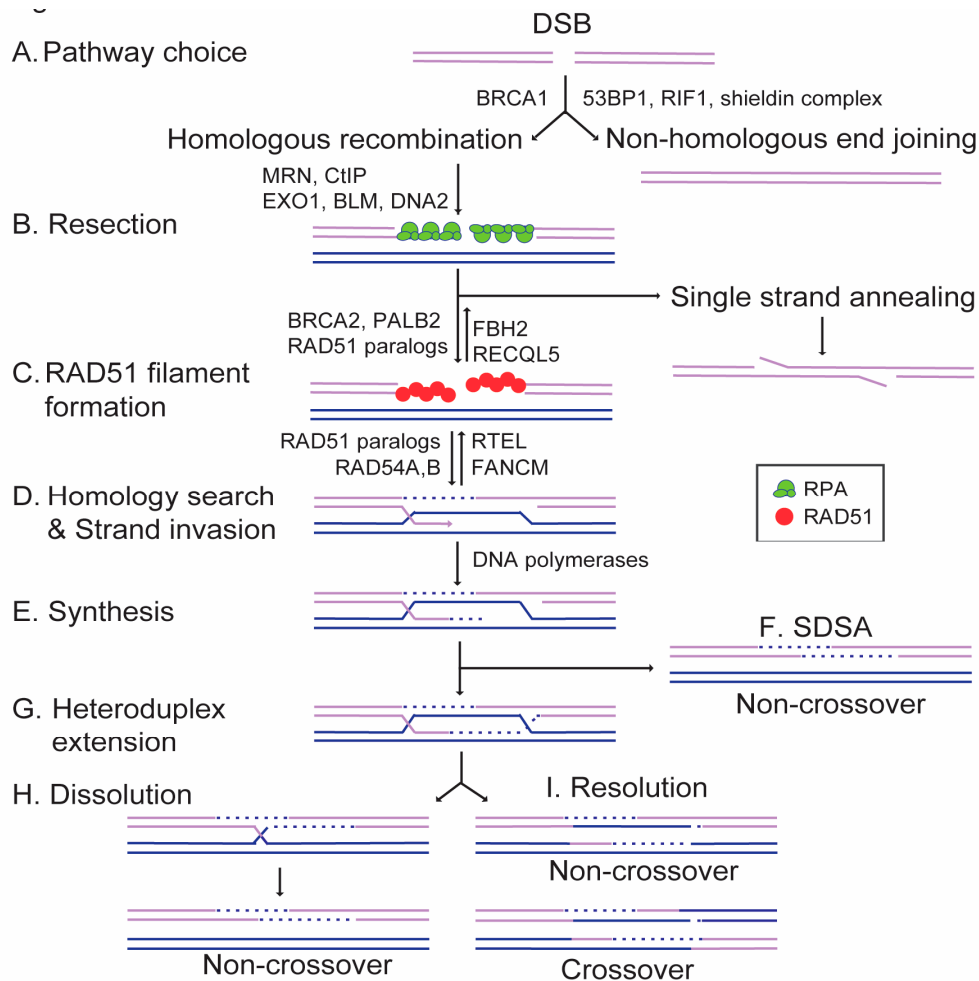 DSB
A. Pathway choice
BRCA1
53BP1, RIF1, shieldin complex
Homologous recombination
Non-homologous end joining
MRN, CtIP
EXO1, BLM, DNA2
B. Resection
Single strand annealing
BRCA2, PALB2
RAD51 paralogs
FBH2
RECQL5
C. RAD51 filament
formation
RAD51 paralogs
RAD54A,B
RTEL
FANCM
RPA
RAD51
D. Homology search
& Strand invasion
DNA polymerases
E. Synthesis
F. SDSA
Non-crossover
G. Heteroduplex
extension
H. Dissolution
I. Resolution
Non-crossover
Non-crossover
Crossover